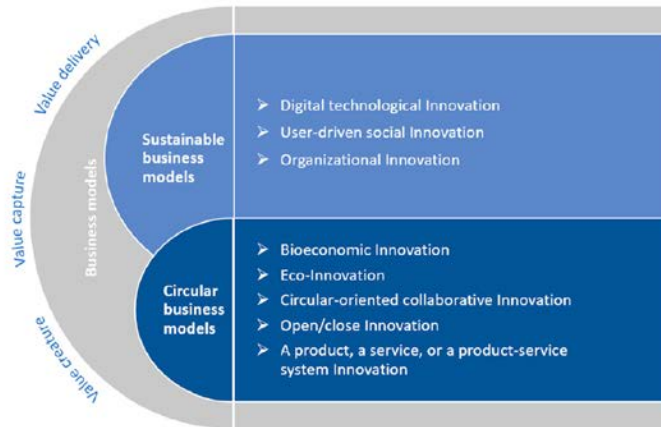 Value delivery
Value capture
Value creature
Business models
Sustainable
business
models
➤ Digital technological Innovation
➤ User-driven social Innovation
➤ Organizational Innovation
Circular
business
models
➤ Bioeconomic Innovation
➤ Eco-Innovation
➤ Circular-oriented collaborative Innovation
➤ Open/close Innovation
➤ A product, a service, or a product-service
system Innovation